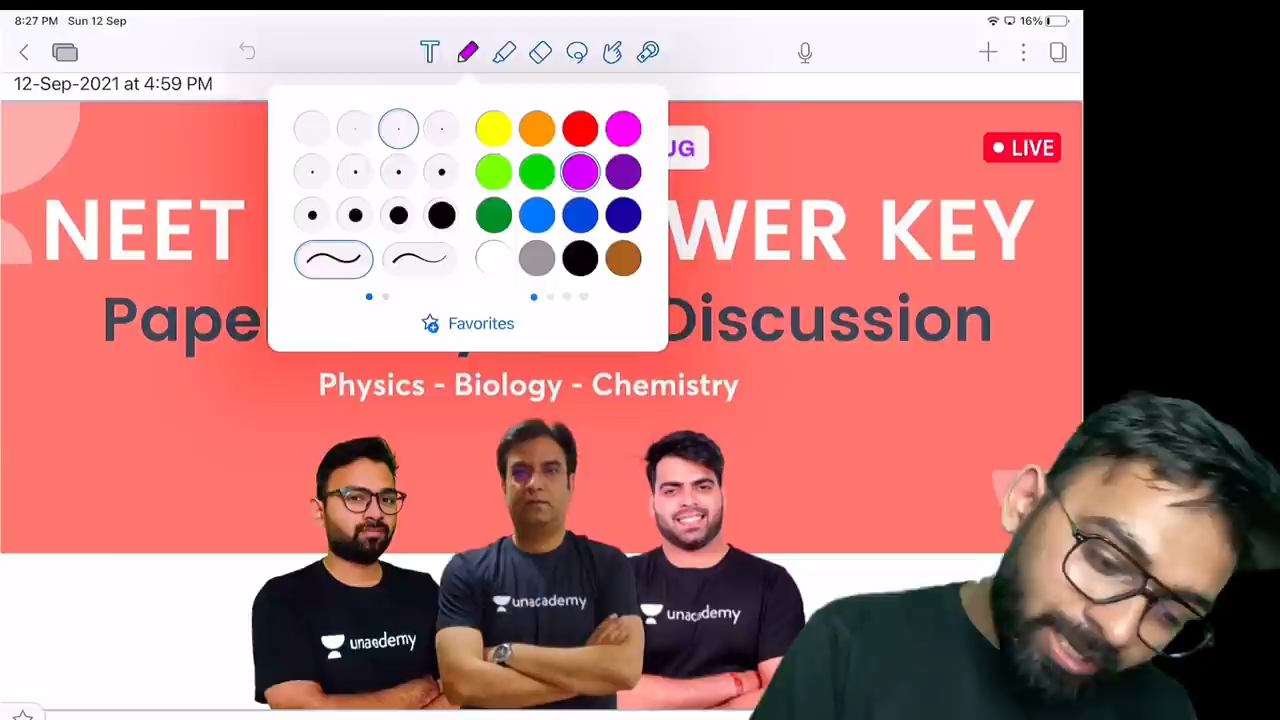 8:27 PM Sun 12 Sep
16%
T
12-Sep-2021 at 4:59 PM
UG
LIVE
NEET WER KEY
Pape Discussion
Favorites
Physics - Biology - Chemistry
unacademy
unacademy
unacademy